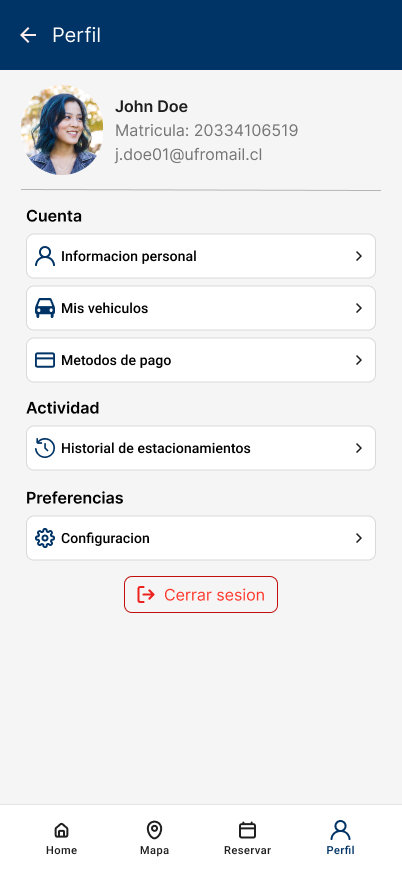 Perfil
John Doe
Matricula: 20334106519
j.doe01@ufromail.cl
Cuenta
Informacion personal
Mis vehiculos
Metodos de pago
Actividad
Historial de estacionamientos
Preferencias
Configuracion
Cerrar sesion
Home Mapa Reservar Perfil